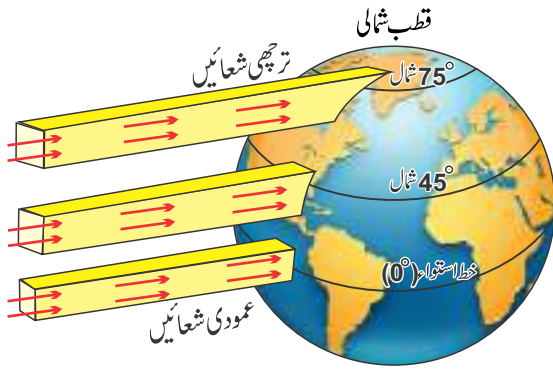 قطب شمالی
ترچھی شعائیں
75° شمال
45° شمال
خط استواء (0°)
عمودی شعائیں